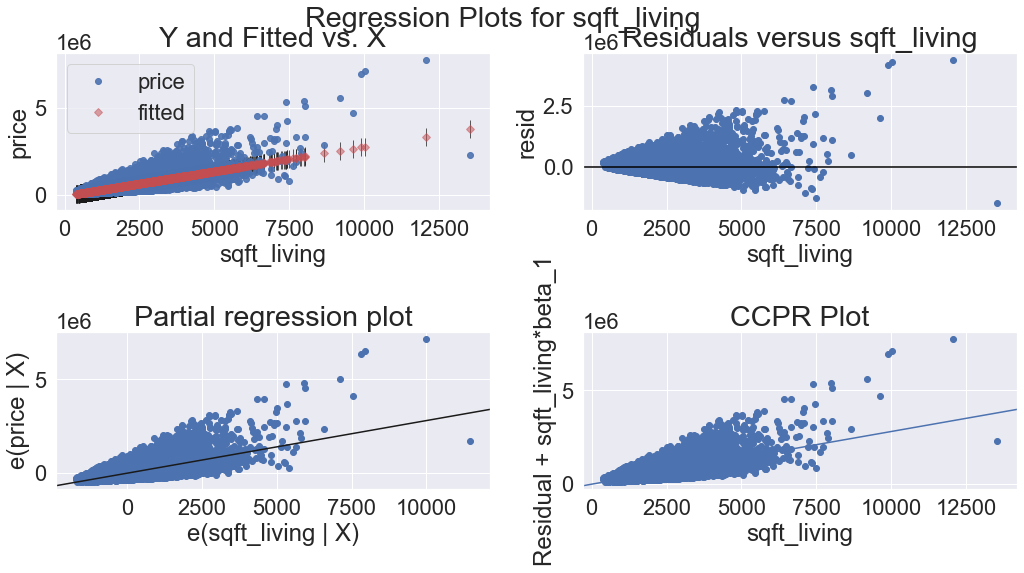 Regression Plots for sqft_living
Y and Fitted vs. X
1e6
price
fitted
5
0
price
0 2500 5000 7500 10000 12500
sqft_living
Residuals versus sqft_living
1e6
2.5
0.0
resid
0 2500 5000 7500 10000 12500
sqft_living
Partial regression plot
1e6
5
0
e(price | X)
0 2500 5000 7500 10000
e(sqft_living | X)
CCPR Plot
1e6
5
0
Residual + sqft_living*beta_1
0 2500 5000 7500 10000 12500
sqft_living